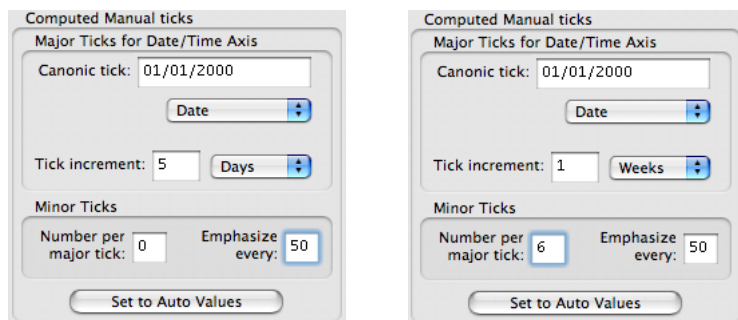 Computed Manual ticks
Major Ticks for Date/Time Axis
Canonic tick: 01/01/2000
Date
Tick increment: 5 Days
Minor Ticks
Number per major tick: 0 Emphasize every: 50
Set to Auto Values
Computed Manual ticks
Major Ticks for Date/Time Axis
Canonic tick: 01/01/2000
Date
Tick increment: 1 Weeks
Minor Ticks
Number per major tick: 6 Emphasize every: 50
Set to Auto Values